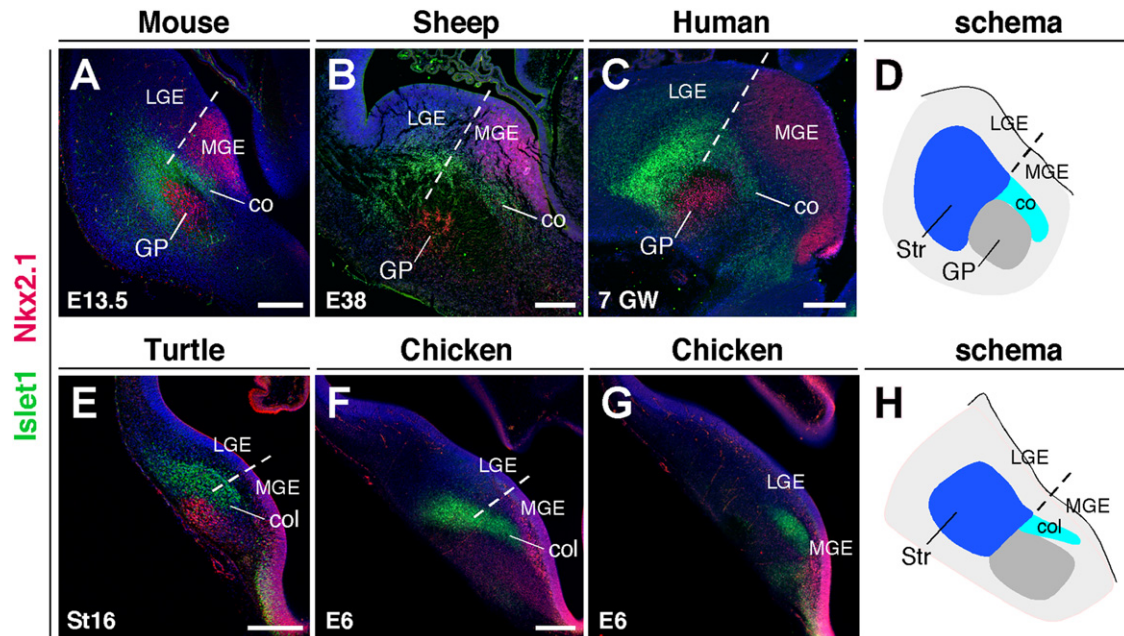 Mouse Sheep Human schema
A B C D
LGE LGE LGE LGE
MGE MGE MGE MGE
co co co co
GP GP GP Str GP
E13.5 E38 7 GW
Islet1 Nkx2.1
Turtle Chicken Chicken schema
E F G H
LGE LGE LGE LGE
MGE MGE MGE MGE
col col col
Str
St16 E6 E6